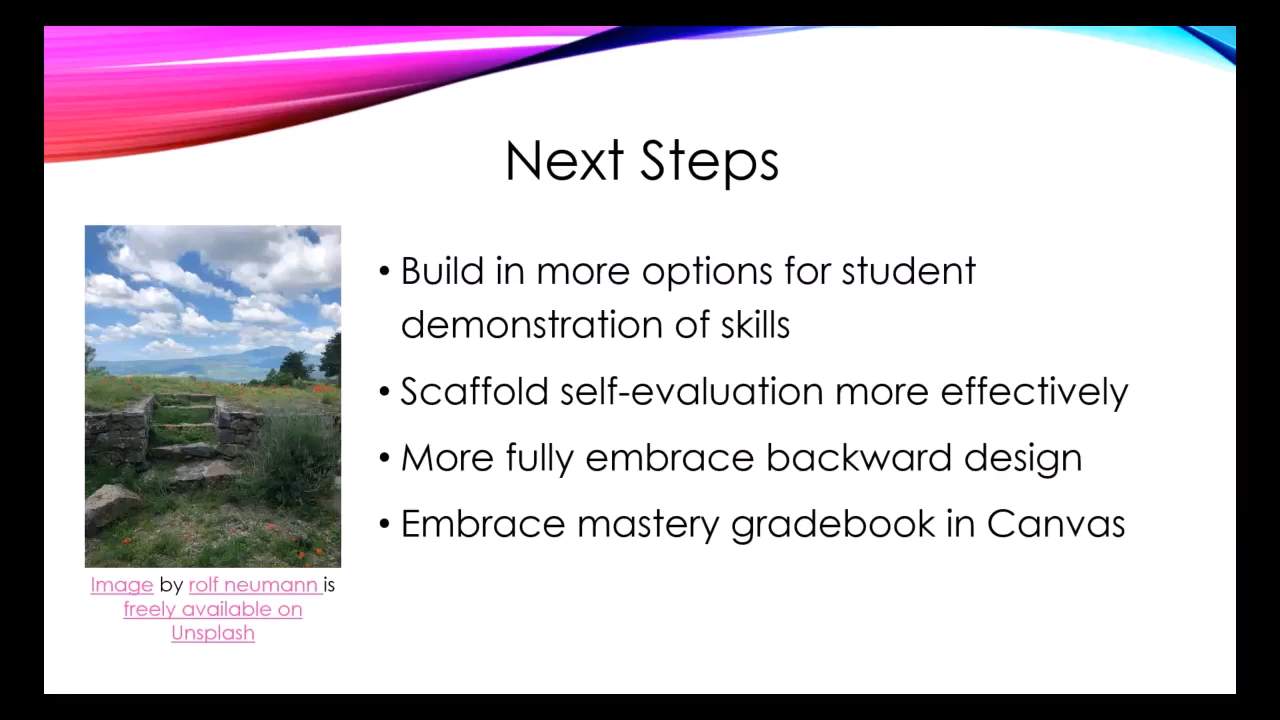 Next Steps
• Build in more options for student
demonstration of skills
• Scaffold self-evaluation more effectively
• More fully embrace backward design
• Embrace mastery gradebook in Canvas
Image by rolf neumann is
freely available on
Unsplash